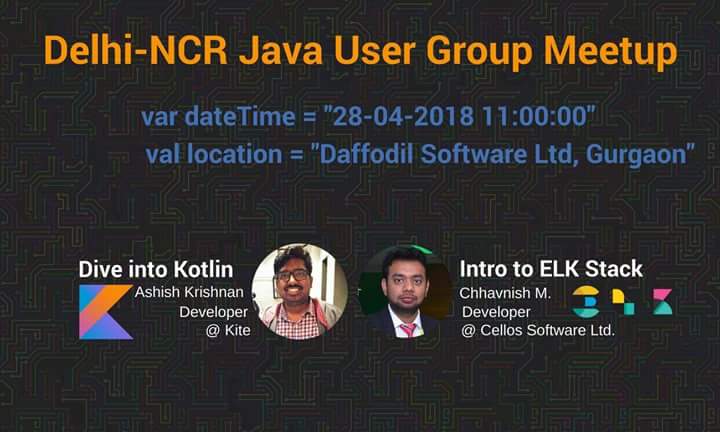 Delhi-NCR Java User Group Meetup
var dateTime = "28-04-2018 11:00:00"
val location = "Daffodil Software Ltd, Gurgaon"
Dive into Kotlin
Ashish Krishnan
Developer
@ Kite
Intro to ELK Stack
Chhavnish M.
Developer
@ Cellos Software Ltd.